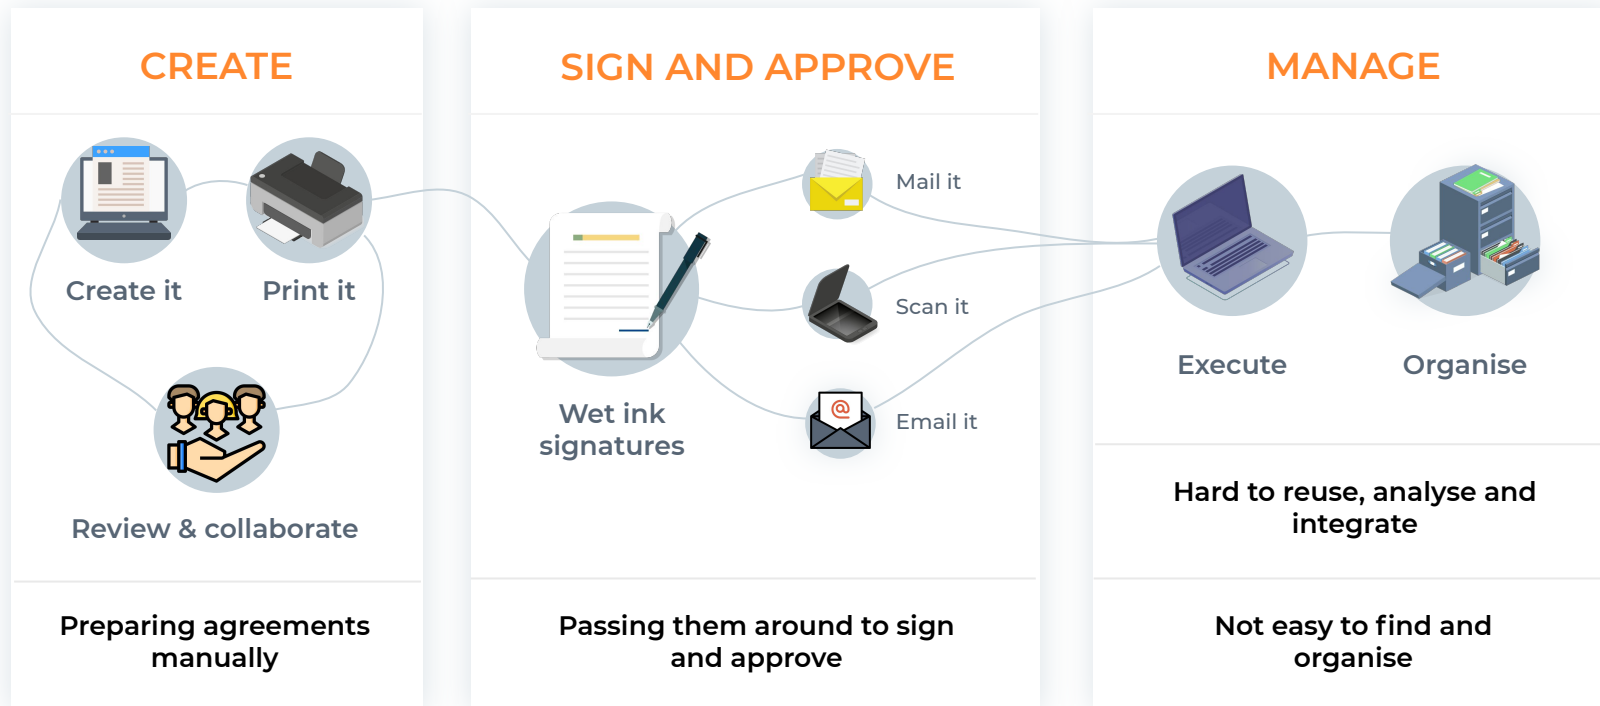 CREATE
Create it
Print it
Review & collaborate
Preparing agreements
manually
SIGN AND APPROVE
Wet ink
signatures
Mail it
Scan it
@
Email it
Passing them around to sign
and approve
MANAGE
Execute
Organise
Hard to reuse, analyse and
integrate
Not easy to find and
organise